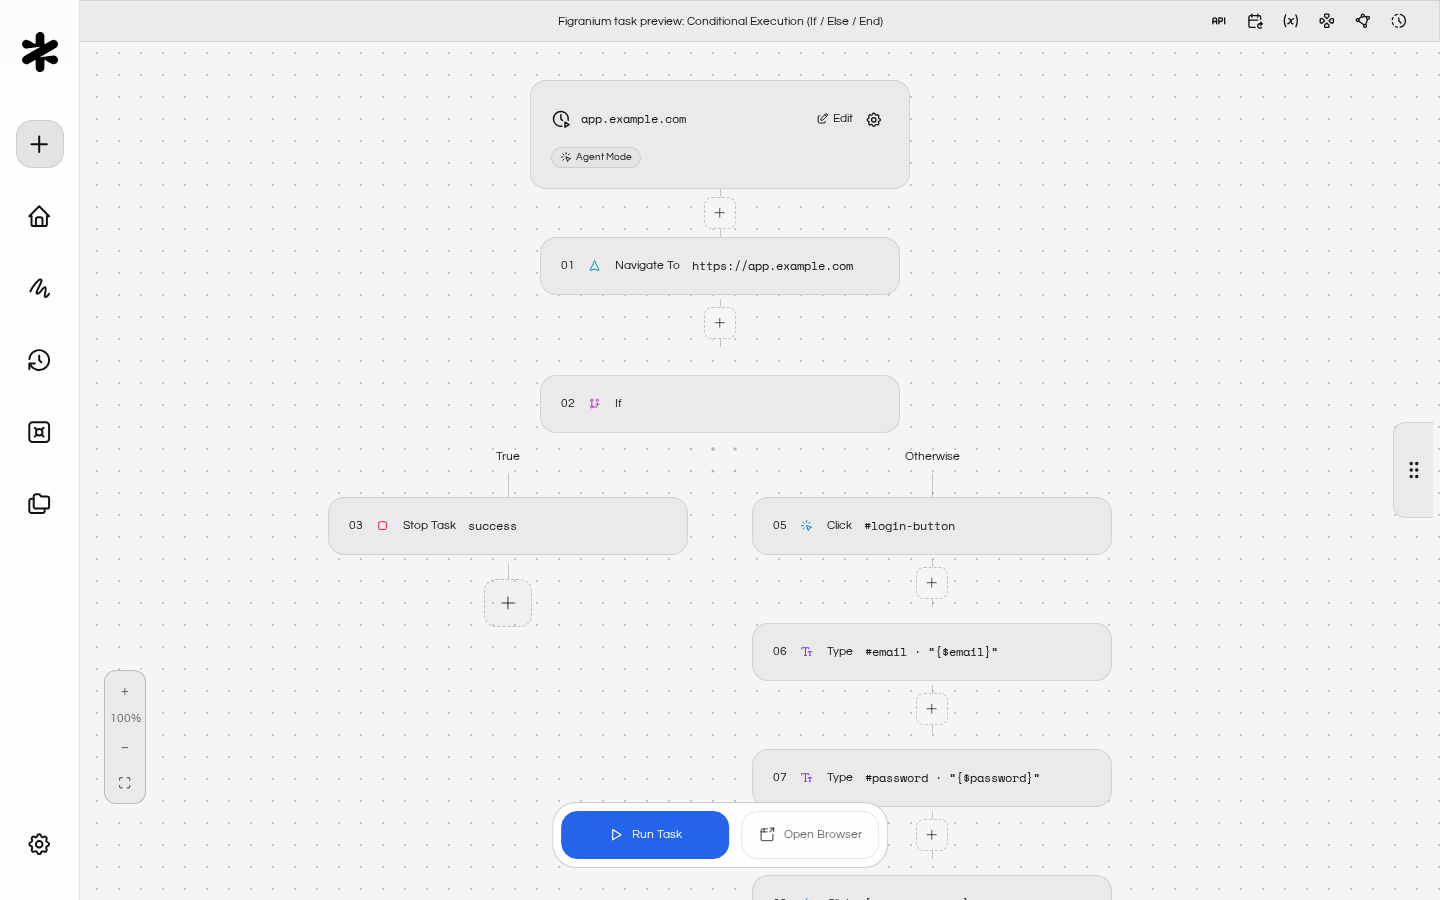 Figranium task preview: Conditional Execution (If / Else / End)
API
(x)
app.example.com
Edit
Agent Mode
01 Navigate To https://app.example.com
02 If
True
Otherwise
03 Stop Task success
05 Click #login-button
06 Type #email · "{$email}"
+
100%
−
07 Type #password · "{$password}"
Run Task
Open Browser